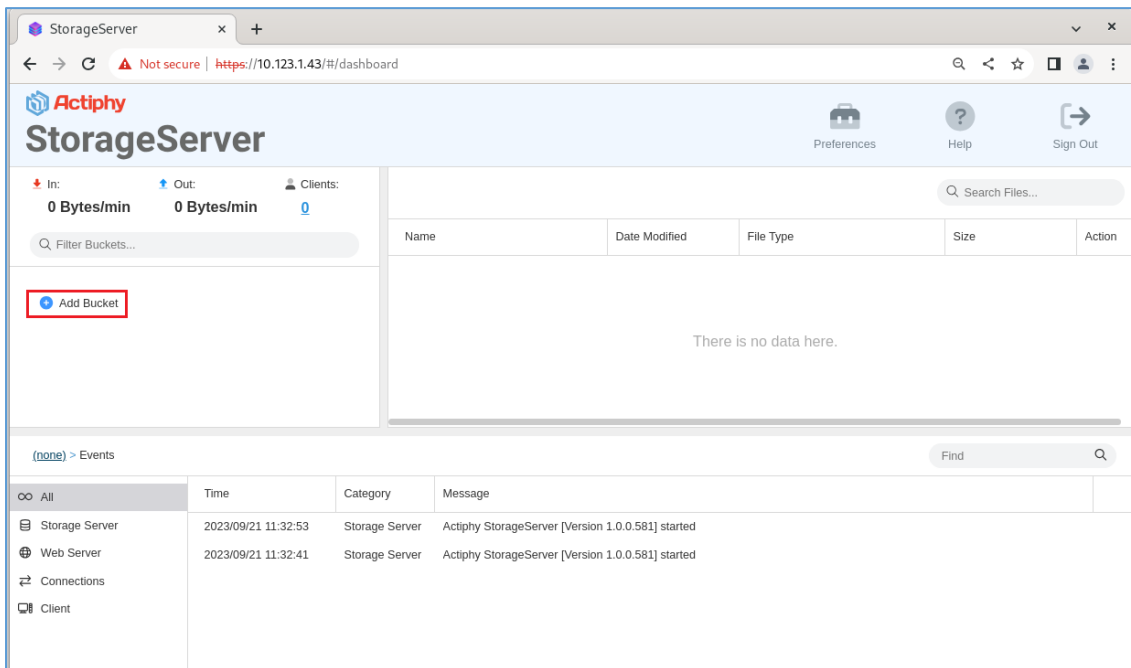 StorageServer
Not secure | https://10.123.1.43/#/dashboard
Actiphy
StorageServer
Preferences
Help
Sign Out
In:
Out:
Clients:
0 Bytes/min
0 Bytes/min
0
Filter Buckets...
Add Bucket
Search Files...
Name Date Modified File Type Size Action
There is no data here.
(none) > Events
Find
All
Storage Server
Web Server
Connections
Client
Time Category Message
2023/09/21 11:32:53 Storage Server Actiphy StorageServer [Version 1.0.0.581] started
2023/09/21 11:32:41 Storage Server Actiphy StorageServer [Version 1.0.0.581] started